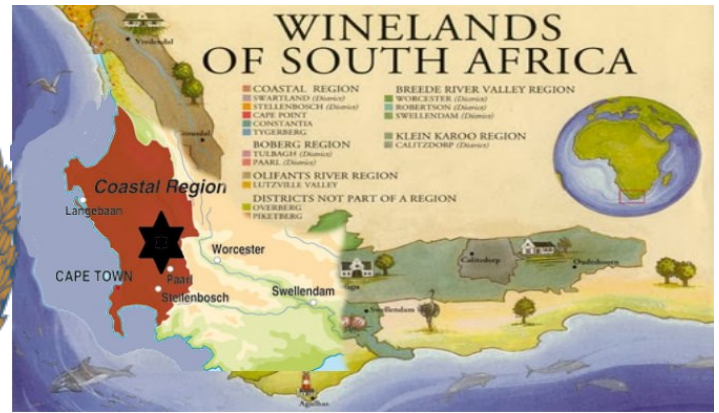 WINELANDS
OF SOUTH AFRICA
COASTAL REGION
SWARTLAND (District)
STELLENBOSCH (District)
CAPE POINT
CONSTANTIA
TYGERBERG
BOBERG REGION
TULBAGH (District)
PAARL (District)
OLIFANTS RIVER REGION
LUTZVILLE VALLEY
DISTRICTS NOT PART OF A REGION
OVERBERG
PIKETBERG
BREEDE RIVER VALLEY REGION
WORCESTER (District)
ROBERTSON (District)
SWELLENDAM (District)
KLEIN KAROO REGION
CALITZDORP (District)
Vredendal
Coastal Region
Langebaan
Worcester
CAPE TOWN
Paarl
Stellenbosch
Swellendam
Calitzdorp
Oudtshoorn
Swellendam
Agulhas